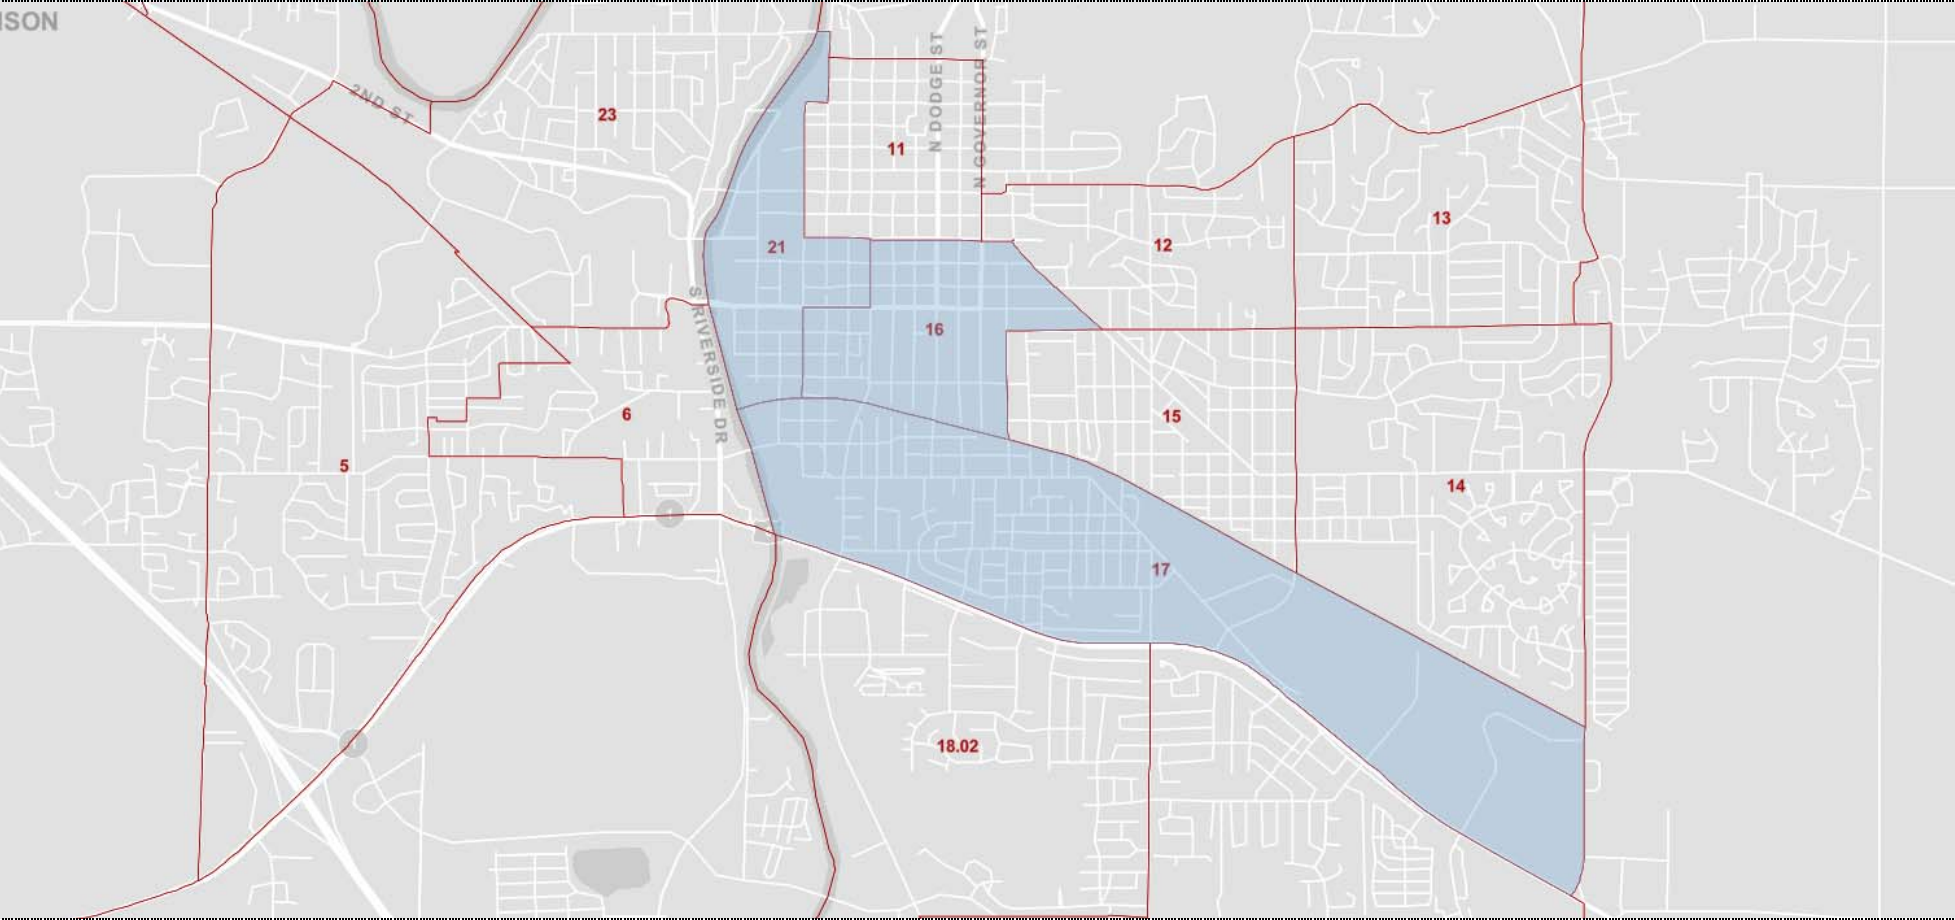 ISON
2ND ST
23
11
N DODGE ST
N GOVERNOR ST
13
12
21
S RIVERSIDE DR
16
6
15
5
14
17
18.02